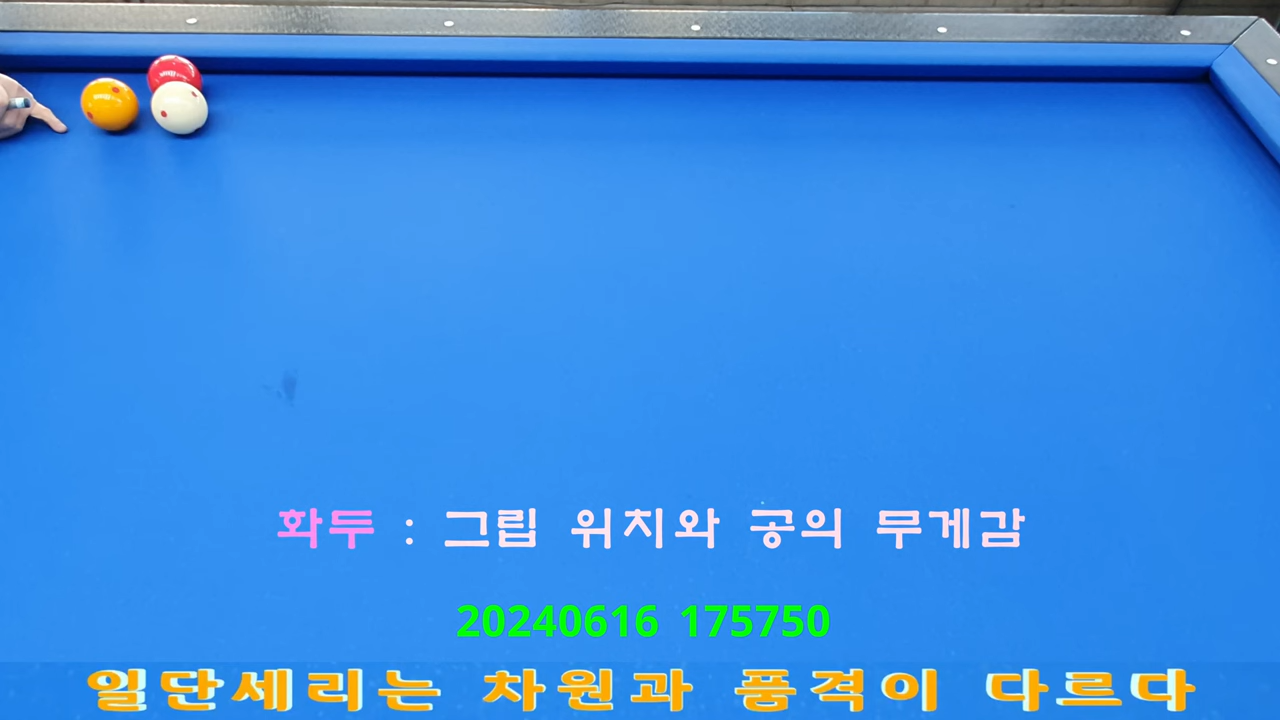 화두 : 그립 위치와 공의 무게감
20240616 175750
일단세리는 차원과 품격이 다르다